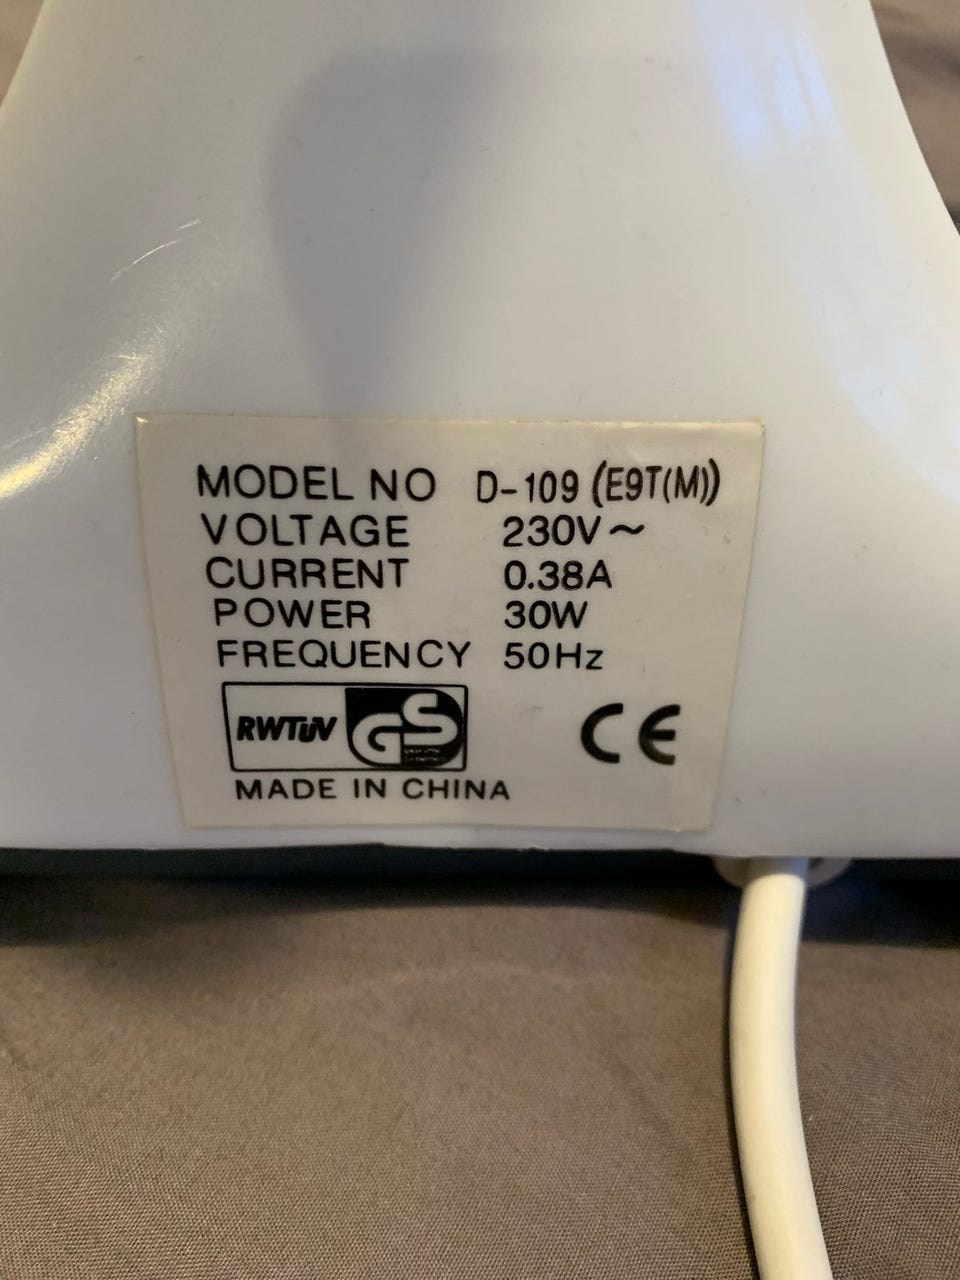 MODEL NO D-109 (E9T(M))
VOLTAGE 230V~
CURRENT 0.38A
POWER 30W
FREQUENCY 50Hz
RWTÜV GS CE
MADE IN CHINA